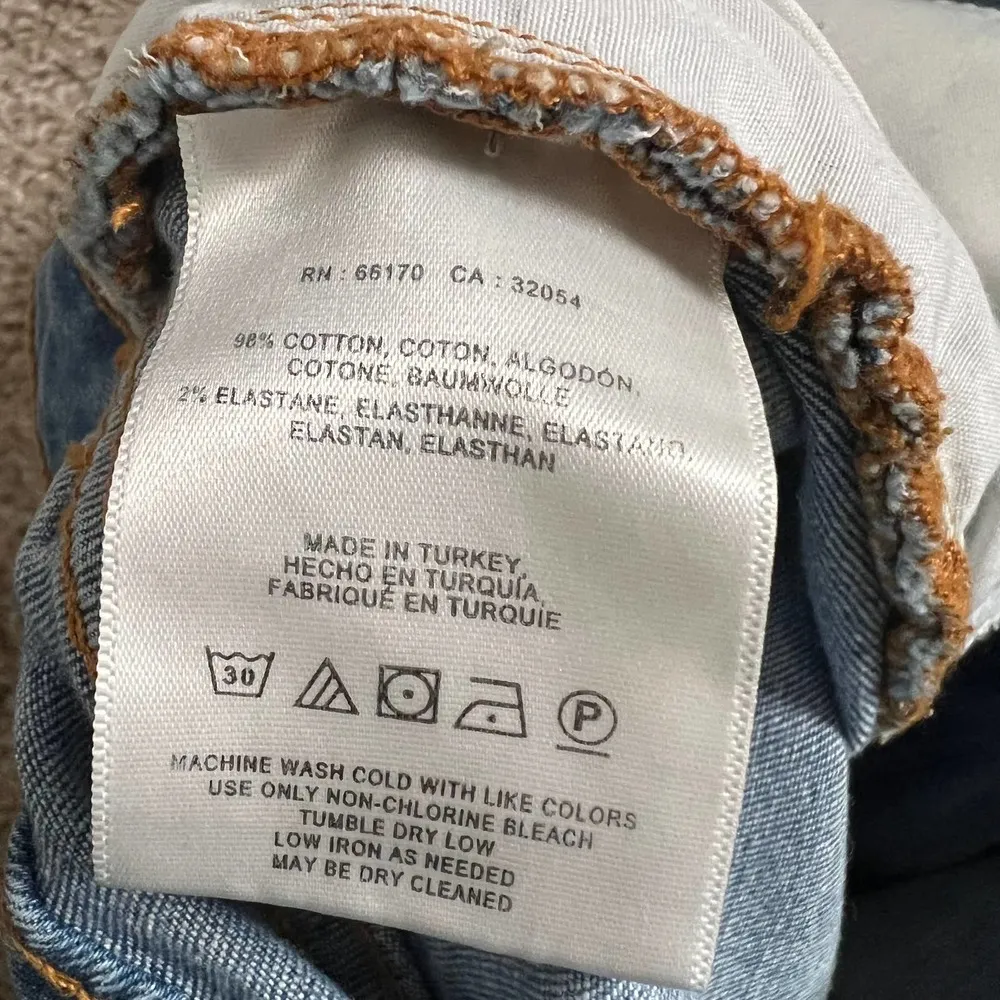 RN : 66170 CA : 32054
98% COTTON, COTON, ALGODÓN,
COTONE, BAUMWOLLE
2% ELASTANE, ELASTHANNE, ELASTANO,
ELASTAN, ELASTHAN
MADE IN TURKEY
HECHO EN TURQUÍA
FABRIQUÉ EN TURQUIE
30
P
MACHINE WASH COLD WITH LIKE COLORS
USE ONLY NON-CHLORINE BLEACH
TUMBLE DRY LOW
LOW IRON AS NEEDED
MAY BE DRY CLEANED